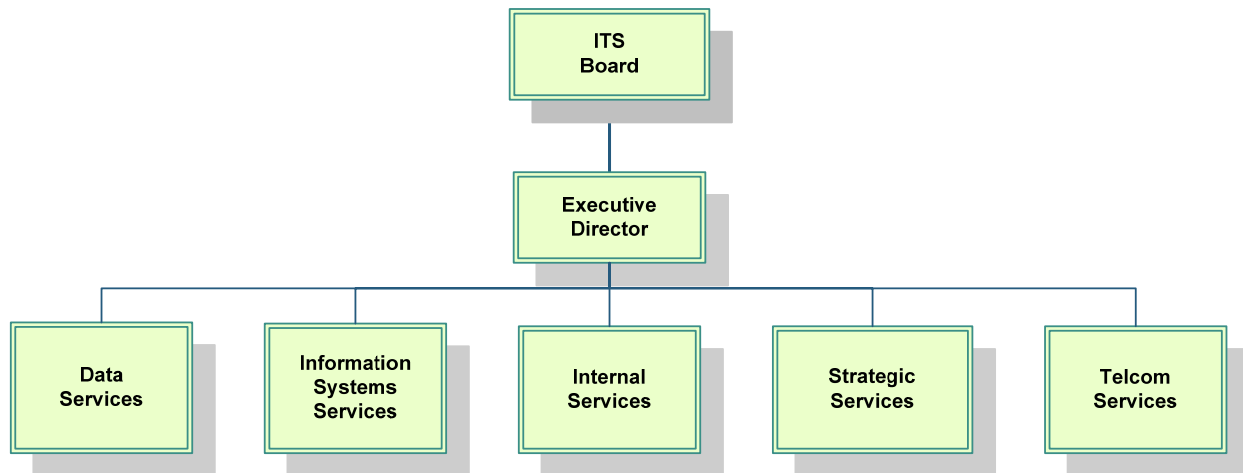 ITS
Board
Executive
Director
Data
Services
Information
Systems
Services
Internal
Services
Strategic
Services
Telcom
Services